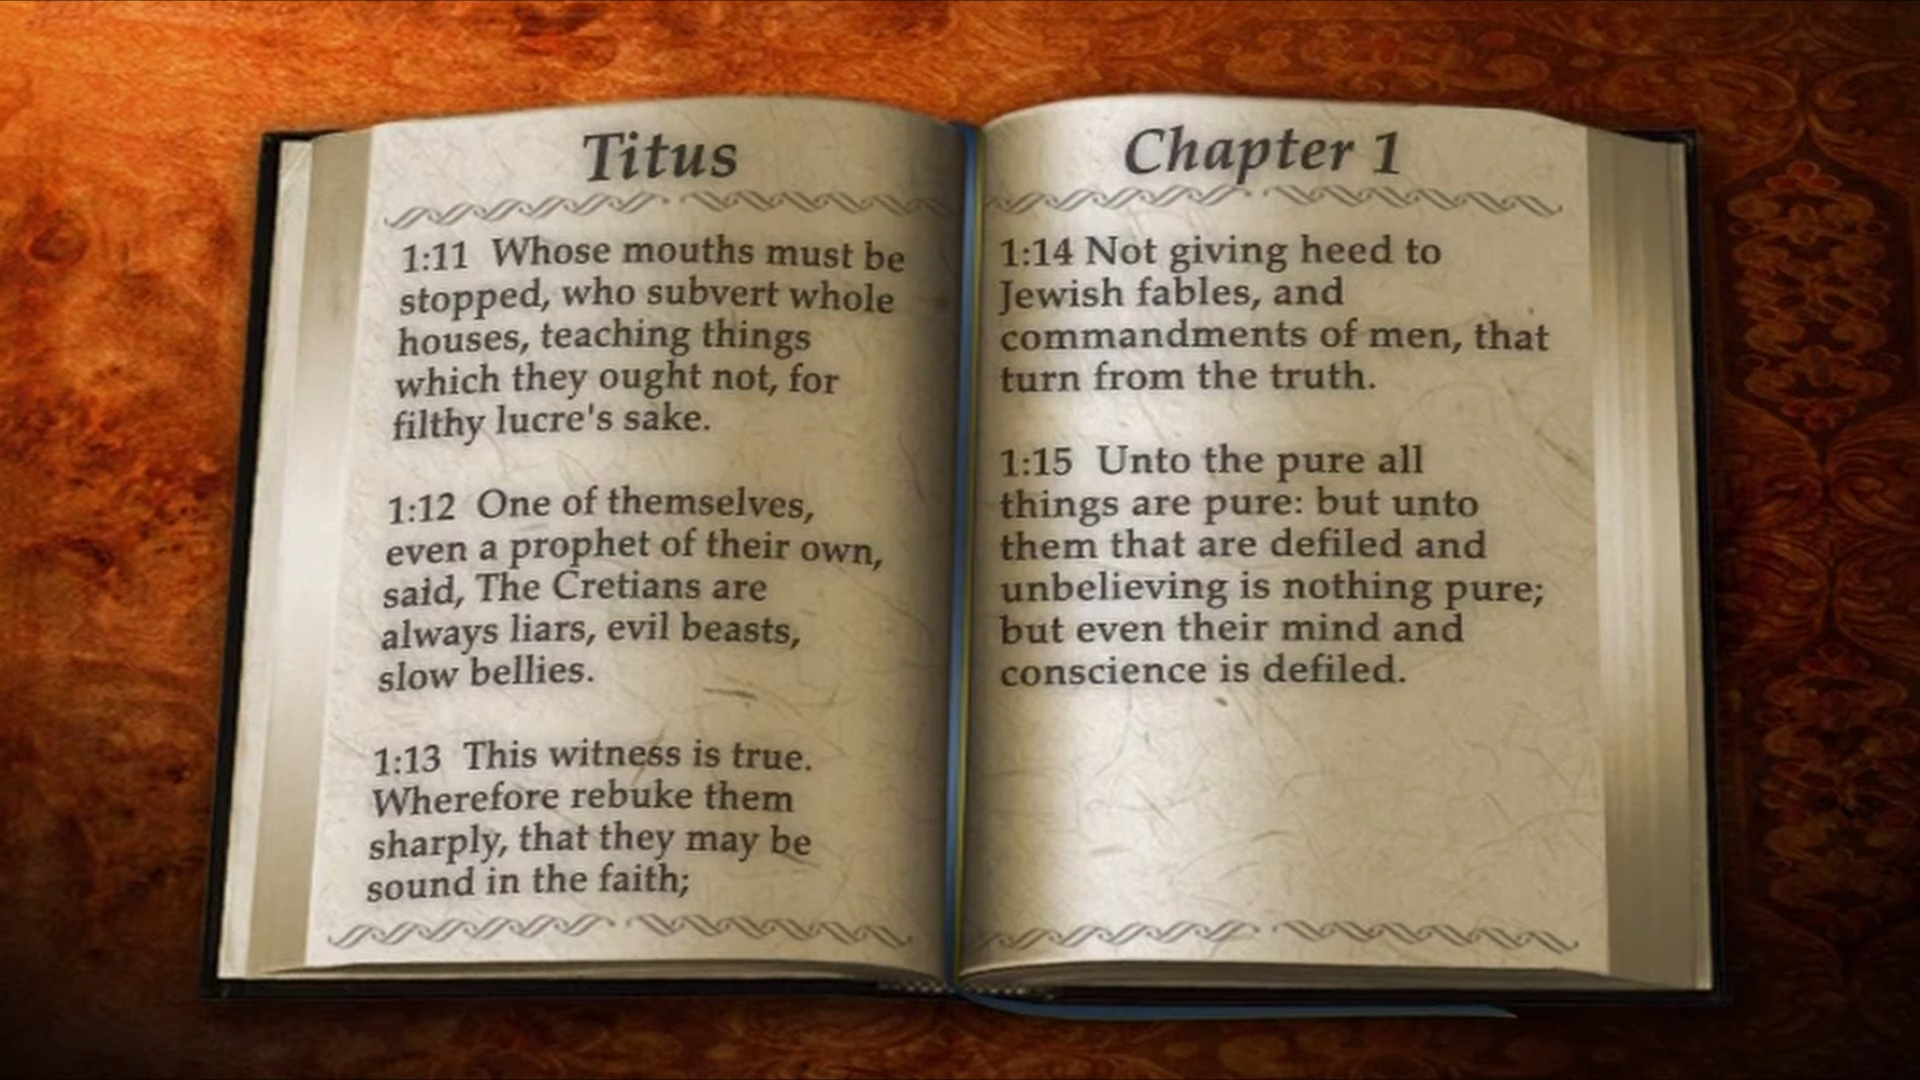 Titus
1:11 Whose mouths must be
stopped, who subvert whole
houses, teaching things
which they ought not, for
filthy lucre's sake.
1:12 One of themselves,
even a prophet of their own,
said, The Cretians are
always liars, evil beasts,
slow bellies.
1:13 This witness is true.
Wherefore rebuke them
sharply, that they may be
sound in the faith;
Chapter 1
1:14 Not giving heed to
Jewish fables, and
commandments of men, that
turn from the truth.
1:15 Unto the pure all
things are pure: but unto
them that are defiled and
unbelieving is nothing pure;
but even their mind and
conscience is defiled.